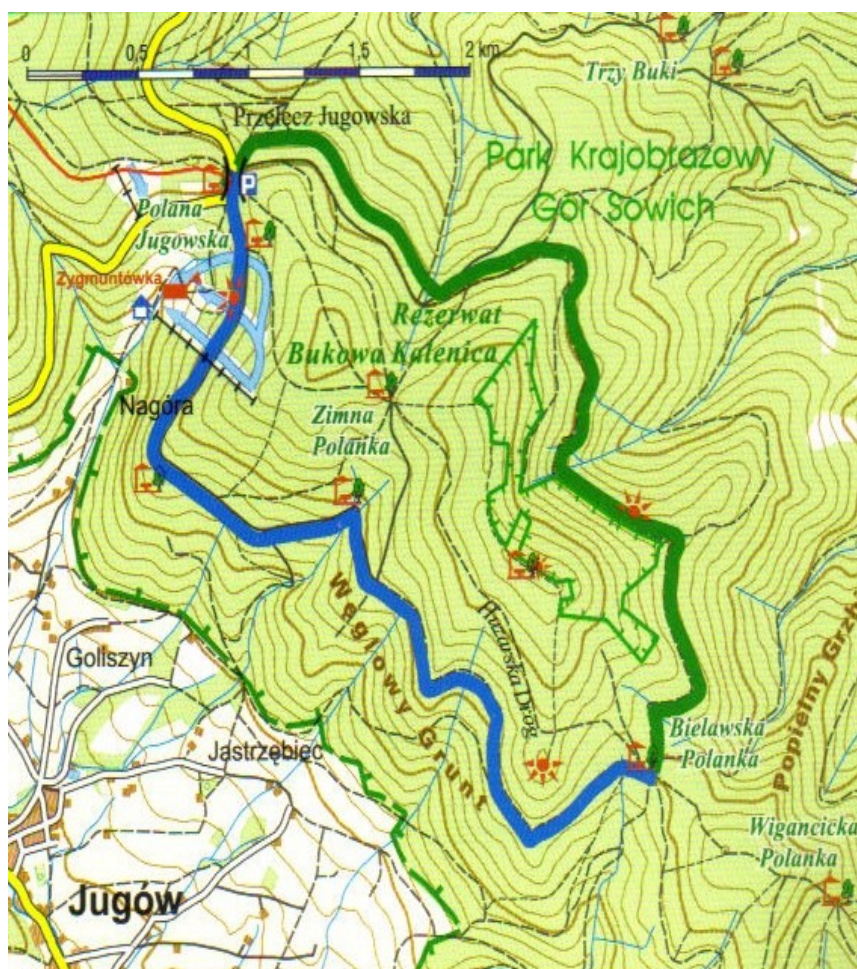 0 0,5 1 1,5 2 km
Trzy Buki
Przełęcz Jugowska
Park Krajobrazowy
Gór Sowich
P
Polana
Jugowska
Zygmuntówka
Rezerwat
Bukowa Kalenica
Nagóra
Zimna
Polanka
Węglowy Grunt
Huzarska Drog
Goliszyn
Jastrzębiec
Bielawska
Polanka
Popielny Grzb
Wigancicka
Polanka
Jugów